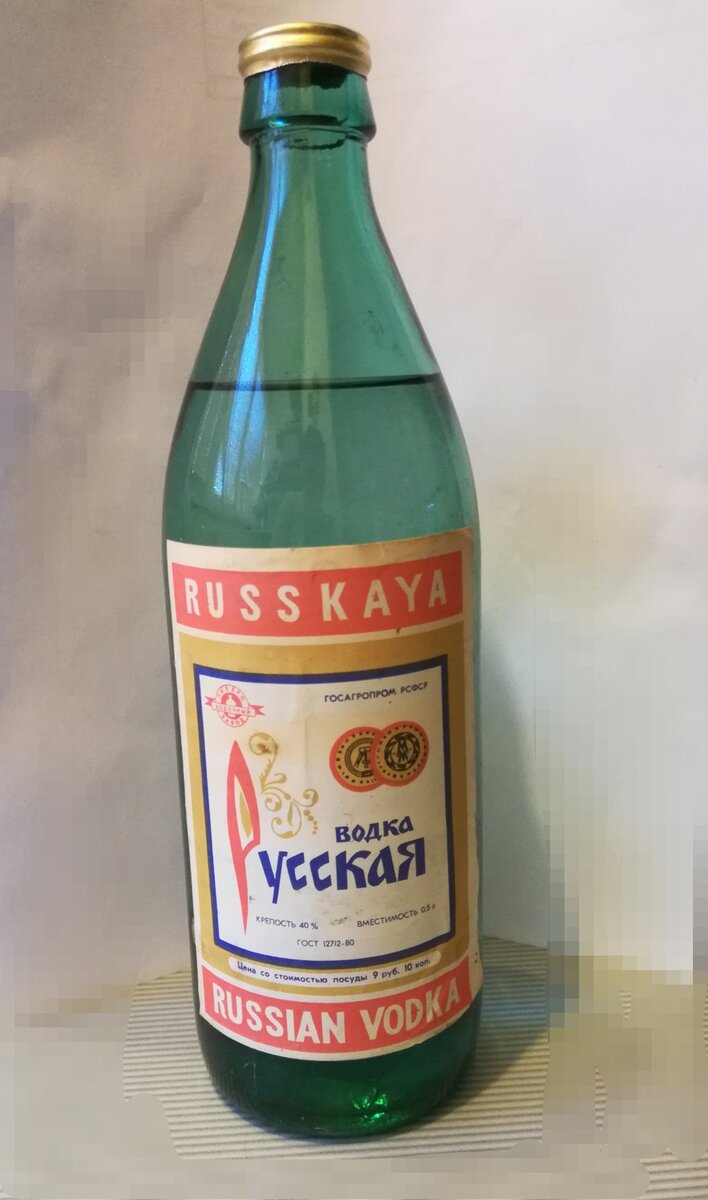 RUSSKAYA
ГОСАГРОПРОМ РСФСР
ВОДКА
Русская
КРЕПОСТЬ 40% ВМЕСТИМОСТЬ 0,5 л
ГОСТ 12712-80
Цена со стоимостью посуды 9 руб. 10 коп.
RUSSIAN VODKA